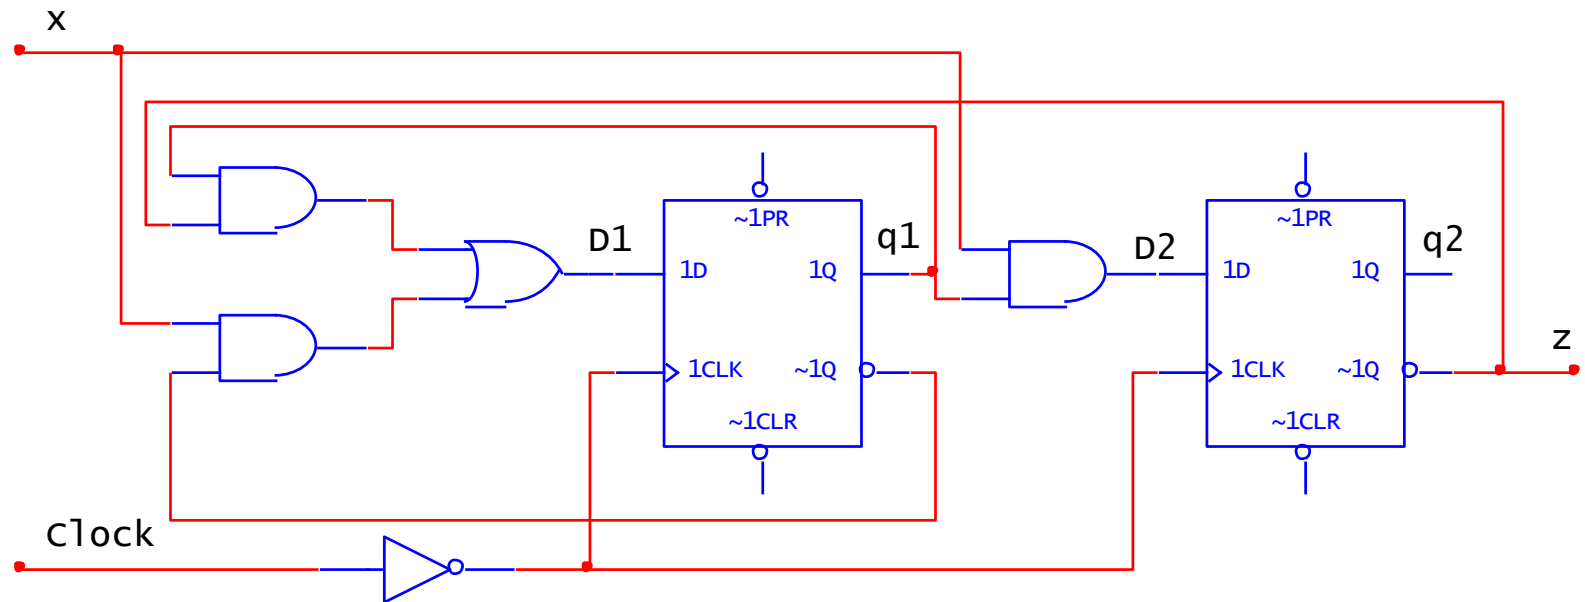 x
~1PR
~1PR
D1
q1
D2
q2
1D
1Q
1D
1Q
z
1CLK
~1Q
1CLK
~1Q
~1CLR
~1CLR
Clock